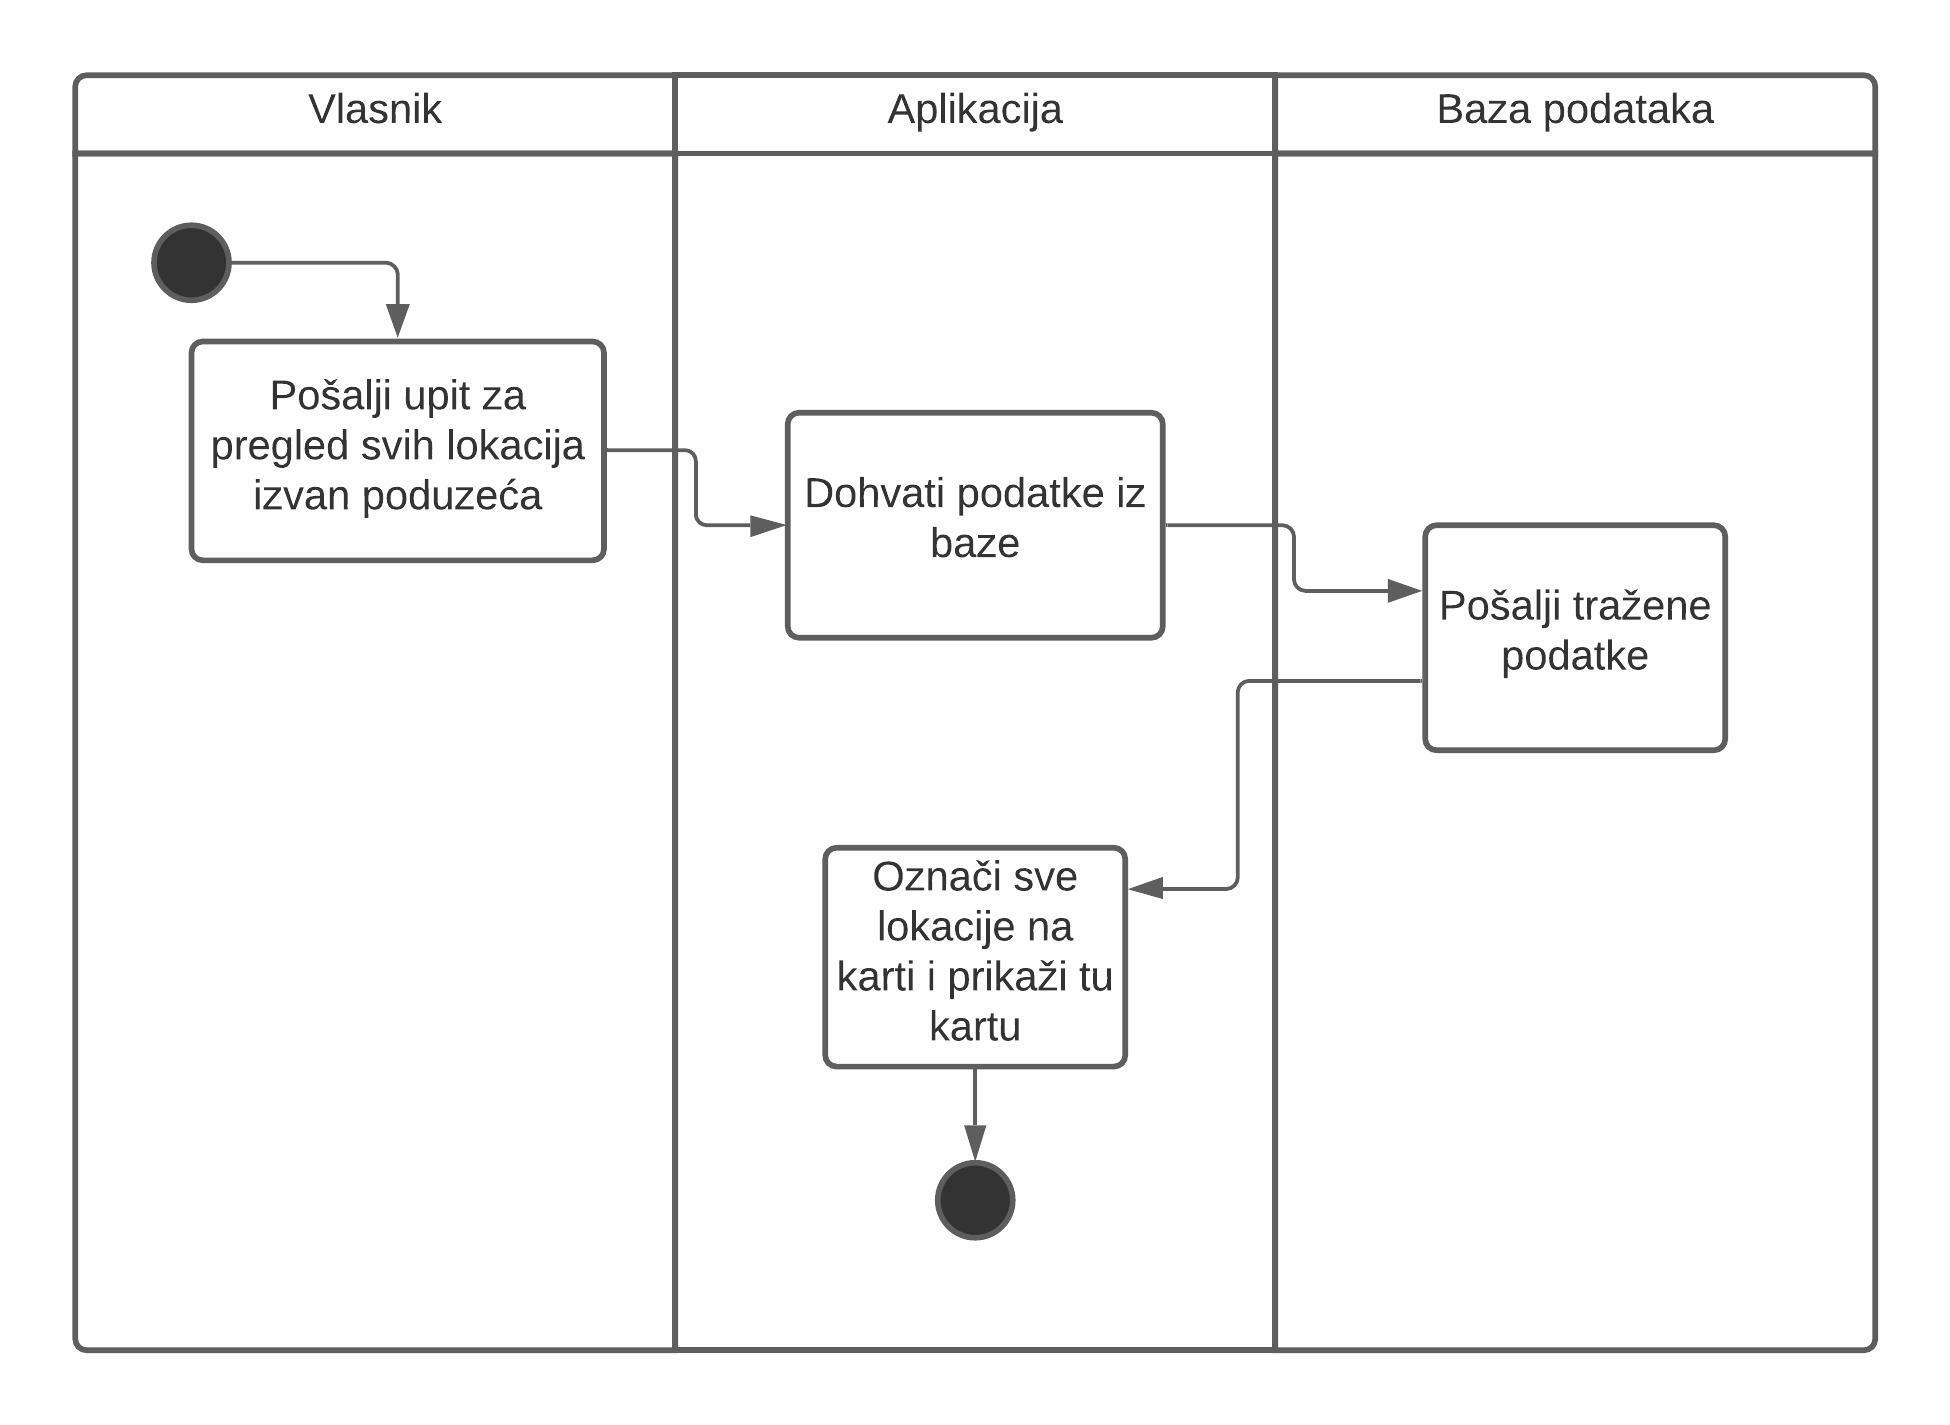 Vlasnik
Aplikacija
Baza podataka
Pošalji upit za
pregled svih lokacija
izvan poduzeća
Dohvati podatke iz
baze
Pošalji tražene
podatke
Označi sve
lokacije na
karti i prikaži tu
kartu